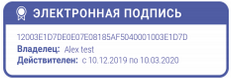 ЭЛЕКТРОННАЯ ПОДПИСЬ
12003E1D7DE0E07E08185AF5040001003E1D7D
Владелец: Alex test
Действителен: с 10.12.2019 по 10.03.2020